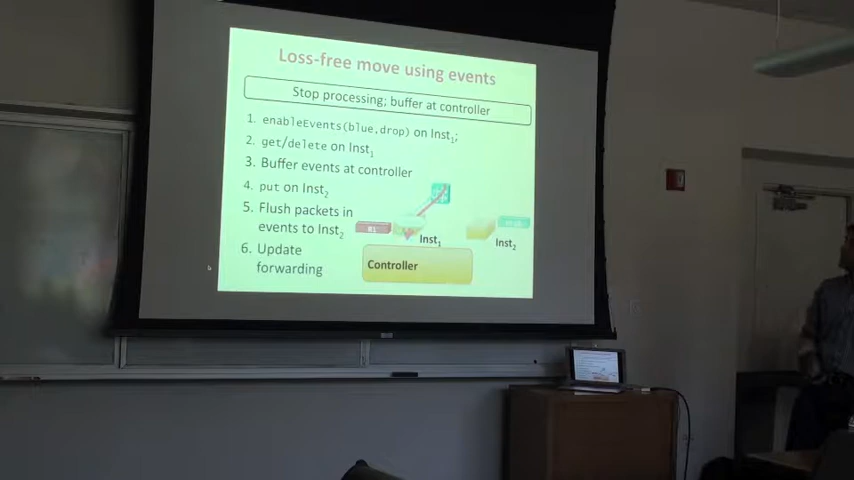 Loss-free move using events
Stop processing; buffer at controller
1. enableEvents(blue,drop) on Inst1;
2. get/delete on Inst1
3. Buffer events at controller
4. put on Inst2
5. Flush packets in
events to Inst2
6. Update
forwarding
B1
Inst1
Inst2
Controller